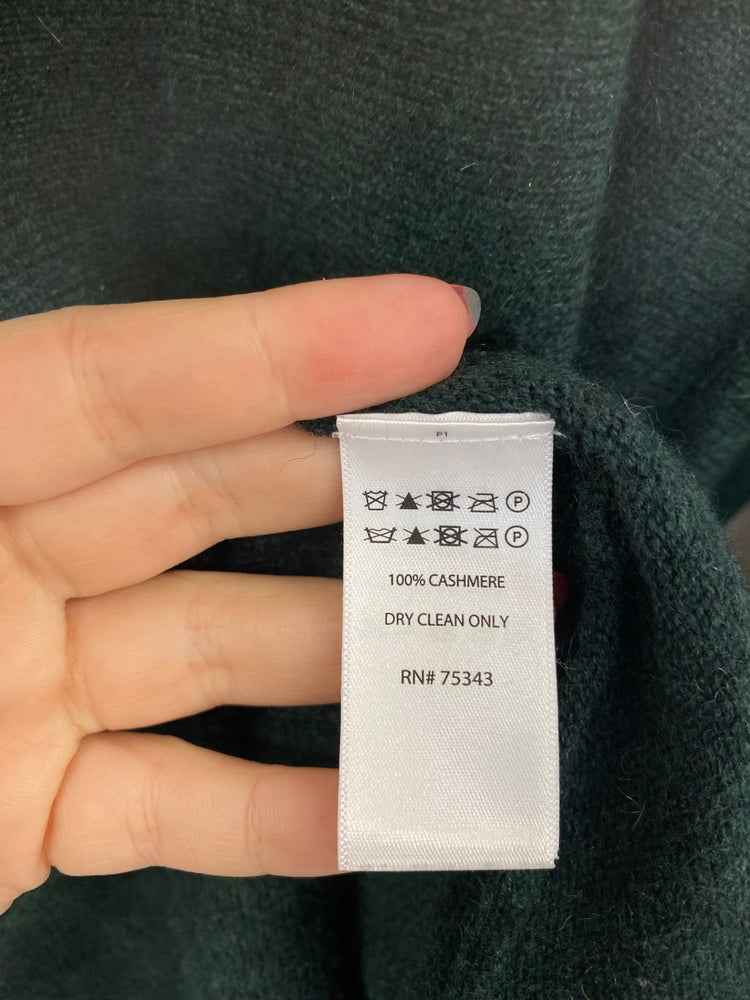 P1
P
P
100% CASHMERE
DRY CLEAN ONLY
RN# 75343